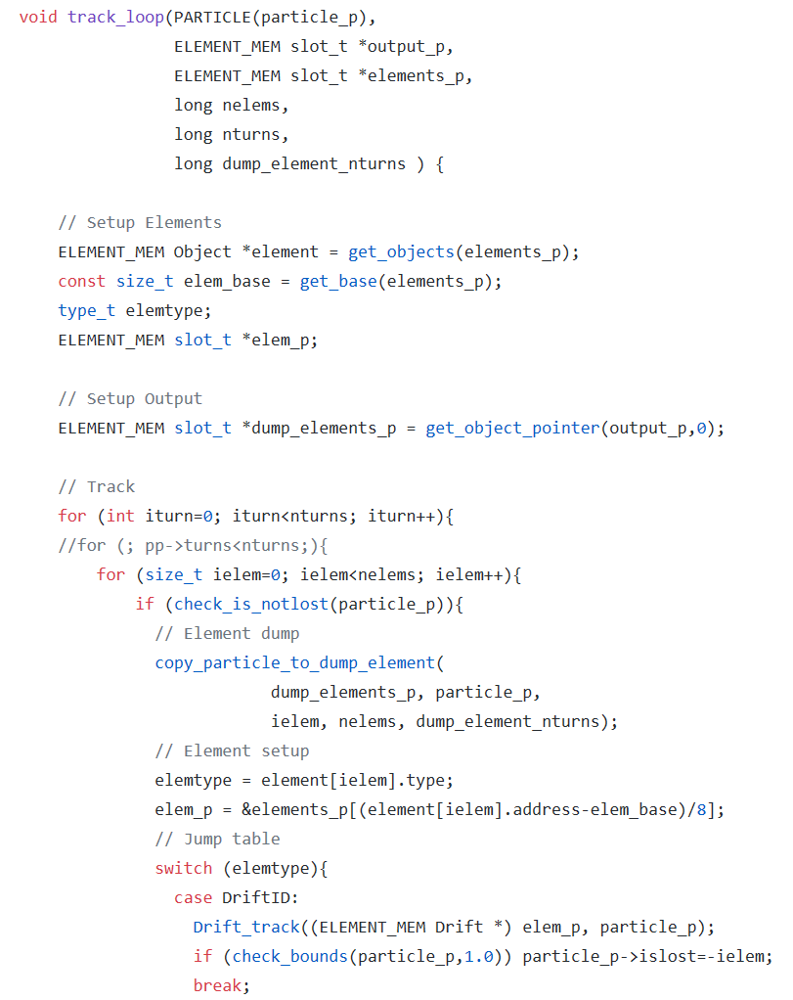 void track_loop(PARTICLE(particle_p),
ELEMENT_MEM slot_t *output_p,
ELEMENT_MEM slot_t *elements_p,
long nelems,
long nturns,
long dump_element_nturns ) {
// Setup Elements
ELEMENT_MEM Object *element = get_objects(elements_p);
const size_t elem_base = get_base(elements_p);
type_t elemtype;
ELEMENT_MEM slot_t *elem_p;
// Setup Output
ELEMENT_MEM slot_t *dump_elements_p = get_object_pointer(output_p,0);
// Track
for (int iturn=0; iturn<nturns; iturn++){
//for (; pp->turns<nturns;){
for (size_t ielem=0; ielem<nelems; ielem++){
if (check_is_notlost(particle_p)){
// Element dump
copy_particle_to_dump_element(
dump_elements_p, particle_p,
ielem, nelems, dump_element_nturns);
// Element setup
elemtype = element[ielem].type;
elem_p = &elements_p[(element[ielem].address-elem_base)/8];
// Jump table
switch (elemtype){
case DriftID:
Drift_track((ELEMENT_MEM Drift *) elem_p, particle_p);
if (check_bounds(particle_p,1.0)) particle_p->islost=-ielem;
break;